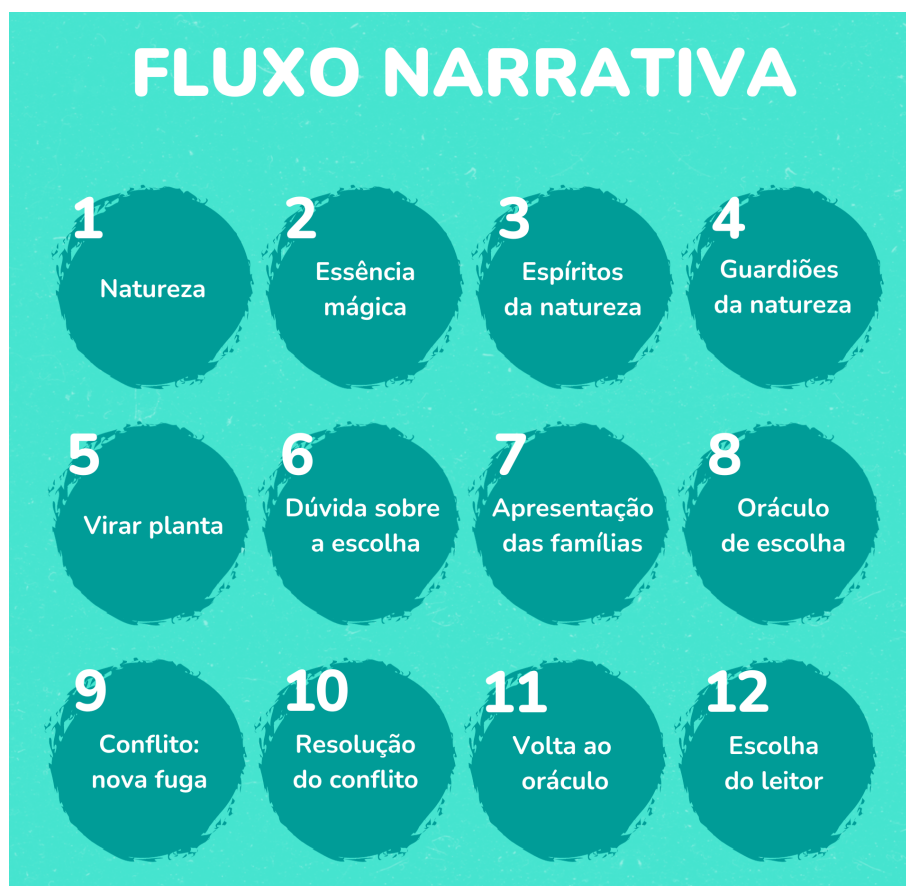 FLUXO NARRATIVA
1
Natureza
2
Essência
mágica
3
Espíritos
da natureza
4
Guardiões
da natureza
5
Virar planta
6
Dúvida sobre
a escolha
7
Apresentação
das famílias
8
Oráculo
de escolha
9
Conflito:
nova fuga
10
Resolução
do conflito
11
Volta ao
oráculo
12
Escolha
do leitor